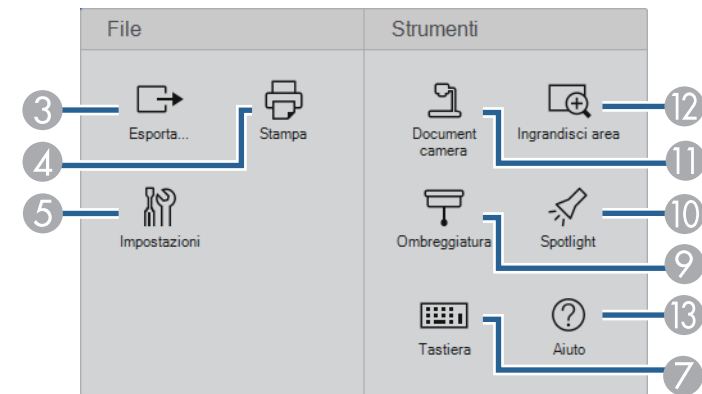 File
Strumenti
3
Esporta...
4
Stampa
Document
camera
Ingrandisci area
12
11
5
Impostazioni
Ombreggiatura
Spotlight
10
9
Tastiera
Aiuto
13
7